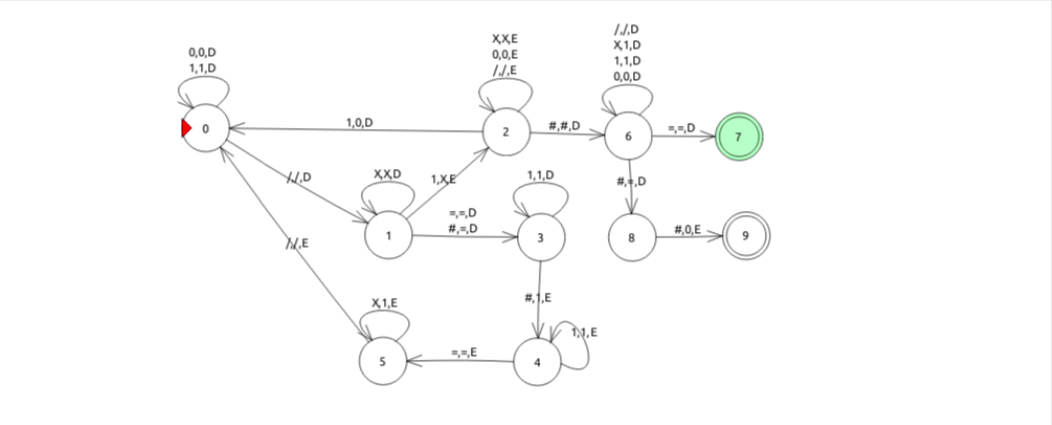 /,/,D
X,1,D
1,1,D
0,0,D
X,X,E
0,0,E
/,/,E
0,0,D
1,1,D
0
1,0,D
2
#,#,D
6
=,=,D
7
/,/,D
X,X,D
1,X,E
1,1,D
#,=,D
=,=,D
#,=,D
1
3
8
#,0,E
9
/,/,E
X,1,E
#,1,E
1,1,E
5
=,=,E
4